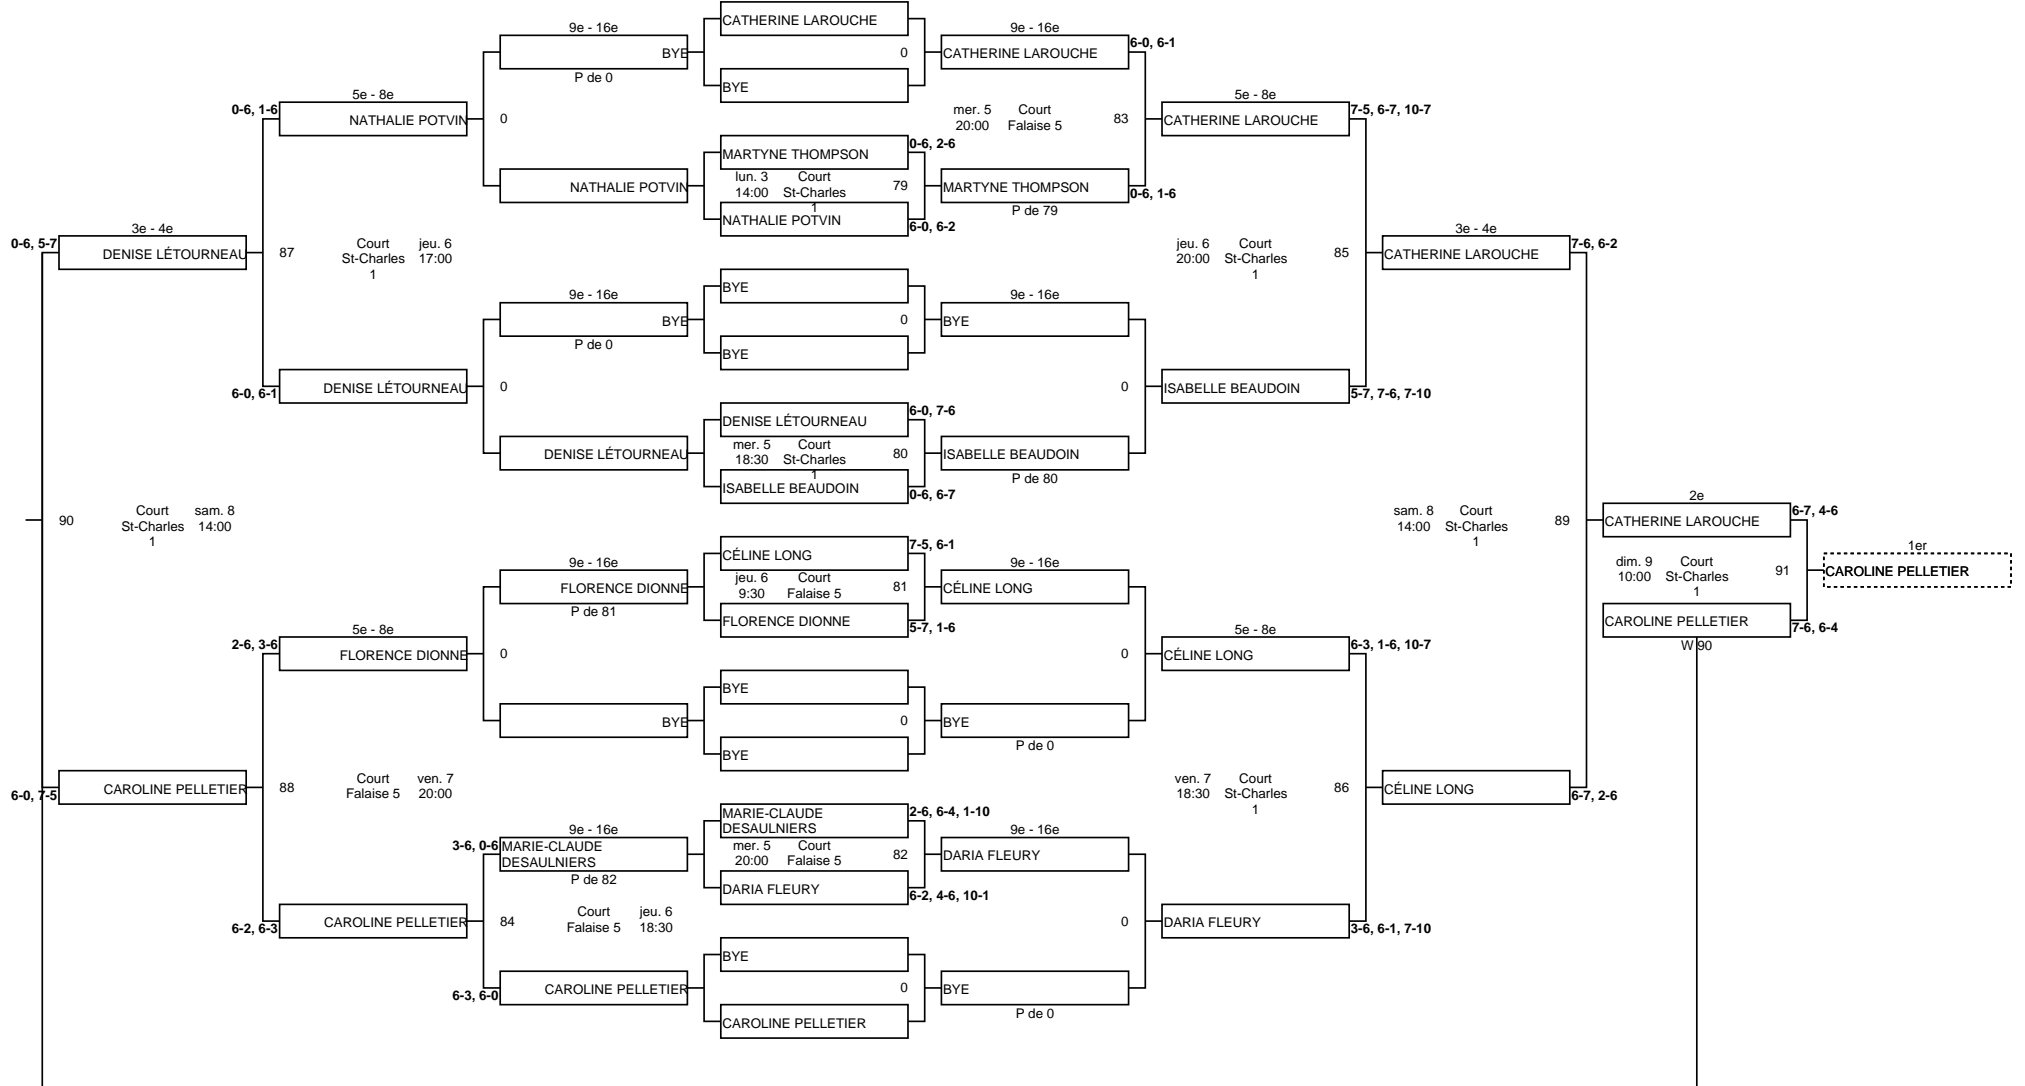 CATHERINE LAROUCHE
9e - 16e
9e - 16e
6-0, 6-1
BYE
0
CATHERINE LAROUCHE
P de 0
BYE
5e - 8e
5e - 8e
0-6, 1-6
7-5, 6-7, 10-7
NATHALIE POTVIN
0
mer. 5 Court
20:00 Falaise 5
83
CATHERINE LAROUCHE
0-6, 2-6
MARTYNE THOMPSON
lun. 3 Court
14:00 St-Charles
1
79
NATHALIE POTVIN
MARTYNE THOMPSON
0-6, 1-6
P de 79
NATHALIE POTVIN
6-0, 6-2
3e - 4e
3e - 4e
0-6, 5-7
DENISE LÉTOURNEAU
87
Court jeu. 6
St-Charles 17:00
1
jeu. 6 Court
20:00 St-Charles
1
85
CATHERINE LAROUCHE
7-6, 6-2
BYE
9e - 16e
9e - 16e
BYE
0
BYE
P de 0
BYE
6-0, 6-1
DENISE LÉTOURNEAU
0
0
ISABELLE BEAUDOIN
5-7, 7-6, 7-10
DENISE LÉTOURNEAU
6-0, 7-6
mer. 5 Court
18:30 St-Charles
1
80
DENISE LÉTOURNEAU
ISABELLE BEAUDOIN
P de 80
ISABELLE BEAUDOIN
0-6, 6-7
90
Court sam. 8
St-Charles 14:00
1
sam. 8 Court
14:00 St-Charles
1
89
2e
CATHERINE LAROUCHE
6-7, 4-6
CÉLINE LONG
7-5, 6-1
dim. 9 Court
10:00 St-Charles
1
91
1er
CAROLINE PELLETIER
9e - 16e
9e - 16e
FLORENCE DIONNE
jeu. 6 Court
9:30 Falaise 5
81
CÉLINE LONG
P de 81
FLORENCE DIONNE
5-7, 1-6
CAROLINE PELLETIER
7-6, 6-4
W 90
5e - 8e
5e - 8e
2-6, 3-6
FLORENCE DIONNE
0
0
CÉLINE LONG
6-3, 1-6, 10-7
BYE
BYE
0
BYE
P de 0
BYE
6-0, 7-5
CAROLINE PELLETIER
88
Court ven. 7
Falaise 5 20:00
ven. 7 Court
18:30 St-Charles
1
86
CÉLINE LONG
6-7, 2-6
MARIE-CLAUDE
DESAULNIERS
2-6, 6-4, 1-10
9e - 16e
9e - 16e
3-6, 0-6
MARIE-CLAUDE
DESAULNIERS
mer. 5 Court
20:00 Falaise 5
82
DARIA FLEURY
P de 82
DARIA FLEURY
6-2, 4-6, 10-1
6-2, 6-3
CAROLINE PELLETIER
84
Court jeu. 6
Falaise 5 18:30
0
DARIA FLEURY
3-6, 6-1, 7-10
BYE
6-3, 6-0
CAROLINE PELLETIER
0
BYE
P de 0
CAROLINE PELLETIER